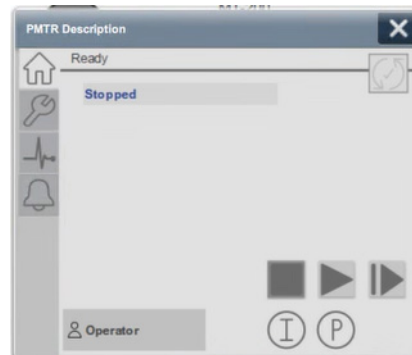 PMTR Description
Ready
Stopped
Operator
I P